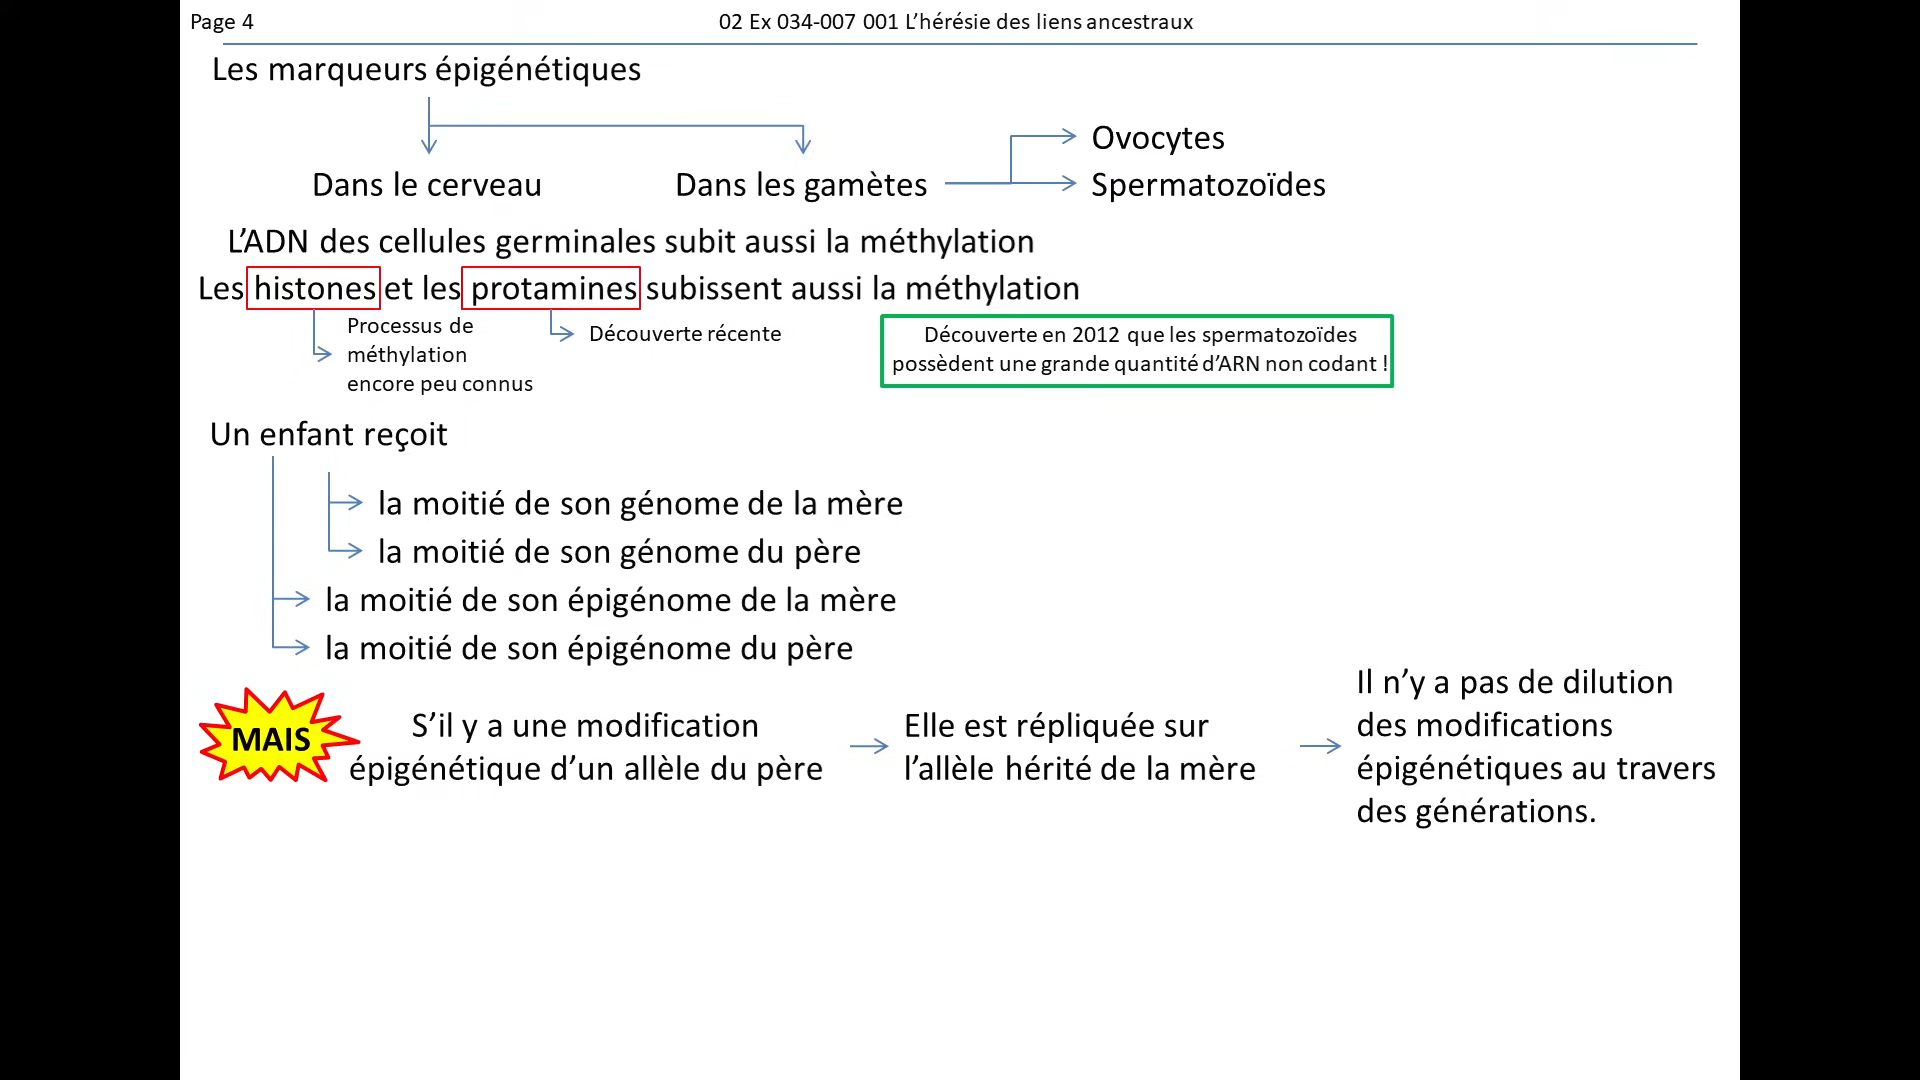 Page 4
02 Ex 034-007 001 L’hérésie des liens ancestraux
Les marqueurs épigénétiques
Dans le cerveau
Dans les gamètes
Ovocytes
Spermatozoïdes
L’ADN des cellules germinales subit aussi la méthylation
Les histones et les protamines subissent aussi la méthylation
Processus de
méthylation
encore peu connus
Découverte récente
Découverte en 2012 que les spermatozoïdes
possèdent une grande quantité d’ARN non codant !
Un enfant reçoit
la moitié de son génome de la mère
la moitié de son génome du père
la moitié de son épigénome de la mère
la moitié de son épigénome du père
MAIS
S’il y a une modification
épigénétique d’un allèle du père
Elle est répliquée sur
l’allèle hérité de la mère
Il n’y a pas de dilution
des modifications
épigénétiques au travers
des générations.